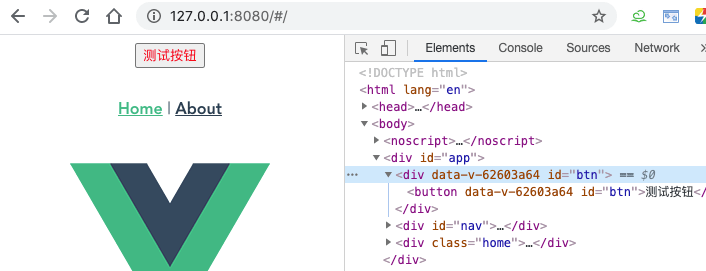 127.0.0.1:8080/#/
测试按钮
Home | About
Elements Console Sources Network
<!DOCTYPE html>
<html lang="en">
<head>…</head>
<body>
<noscript>…</noscript>
<div id="app">
<div data-v-62603a64 id="btn"> == $0
<button data-v-62603a64 id="btn">测试按钮</
</div>
<div id="nav">…</div>
<div class="home">…</div>
</div>